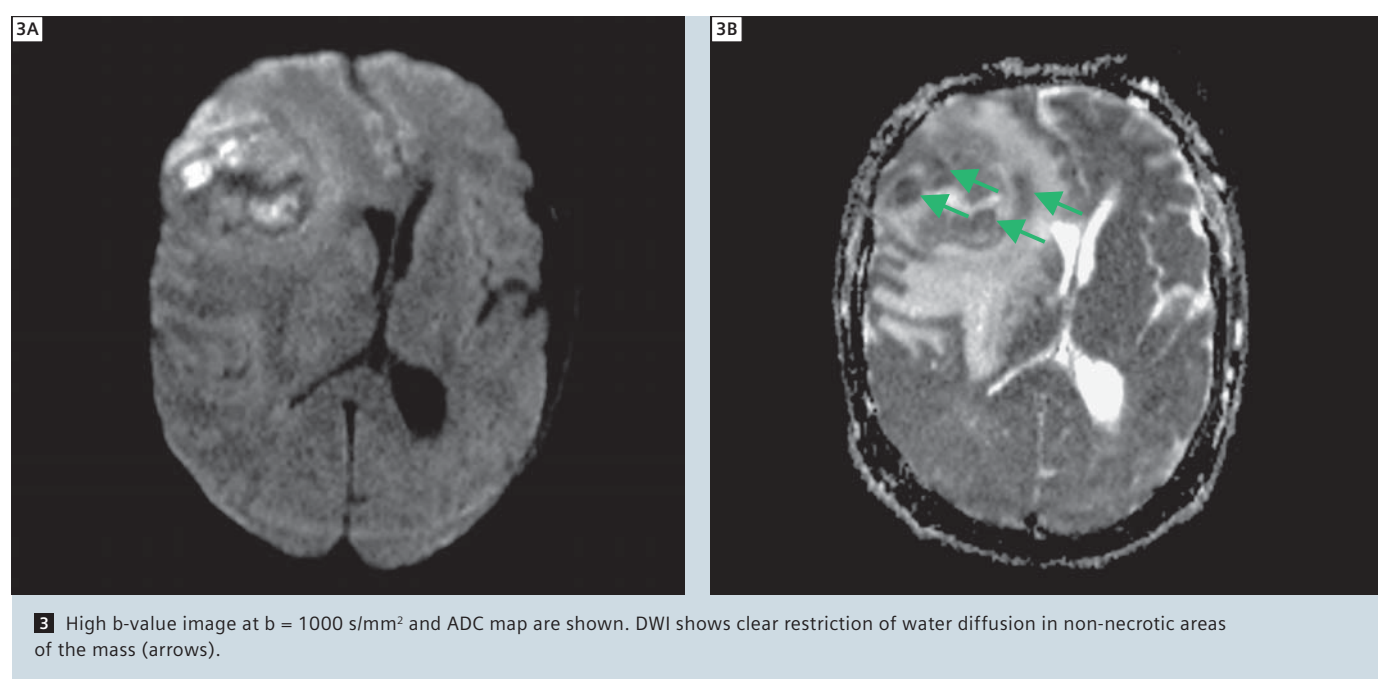 3A
3B
3 High b-value image at b = 1000 s/mm² and ADC map are shown. DWI shows clear restriction of water diffusion in non-necrotic areas
of the mass (arrows).